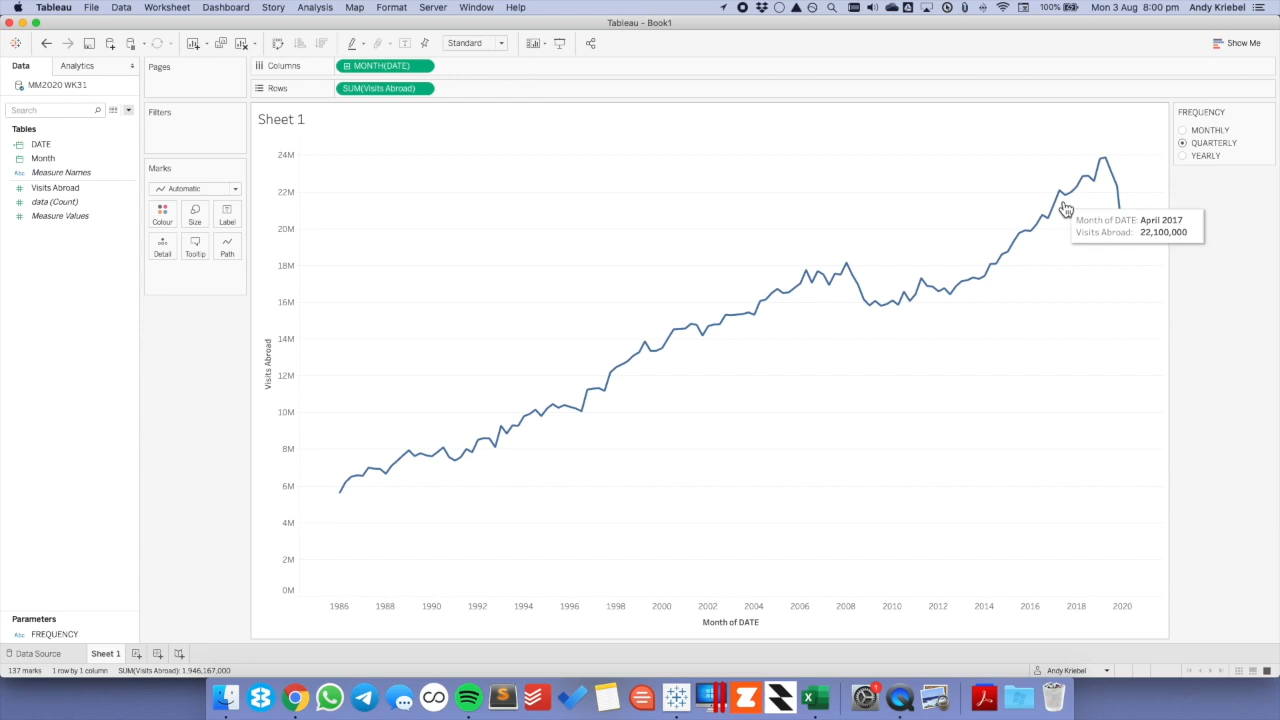 Tableau File Data Worksheet Dashboard Story Analysis Map Format Server Window Help 100% Mon 3 Aug 8:00 pm Andy Kriebel
Tableau - Book1
Standard Show Me
Data Analytics
MM2020 WK31
Search
Tables
DATE
Month
Abc Measure Names
Visits Abroad
data (Count)
Measure Values
Parameters
Abc FREQUENCY
Pages
Filters
Marks
Automatic
Colour Size Label
Detail Tooltip Path
Columns MONTH(DATE)
Rows SUM(Visits Abroad)
Sheet 1
24M
22M
20M
18M
16M
14M
12M
10M
8M
6M
4M
2M
0M
Visits Abroad
1986 1988 1990 1992 1994 1996 1998 2000 2002 2004 2006 2008 2010 2012 2014 2016 2018 2020
Month of DATE
Month of DATE: April 2017
Visits Abroad: 22,100,000
FREQUENCY
MONTHLY
QUARTERLY
YEARLY
Data Source Sheet 1
137 marks 1 row by 1 column SUM(Visits Abroad): 1.946,167,000 Andy Kriebel